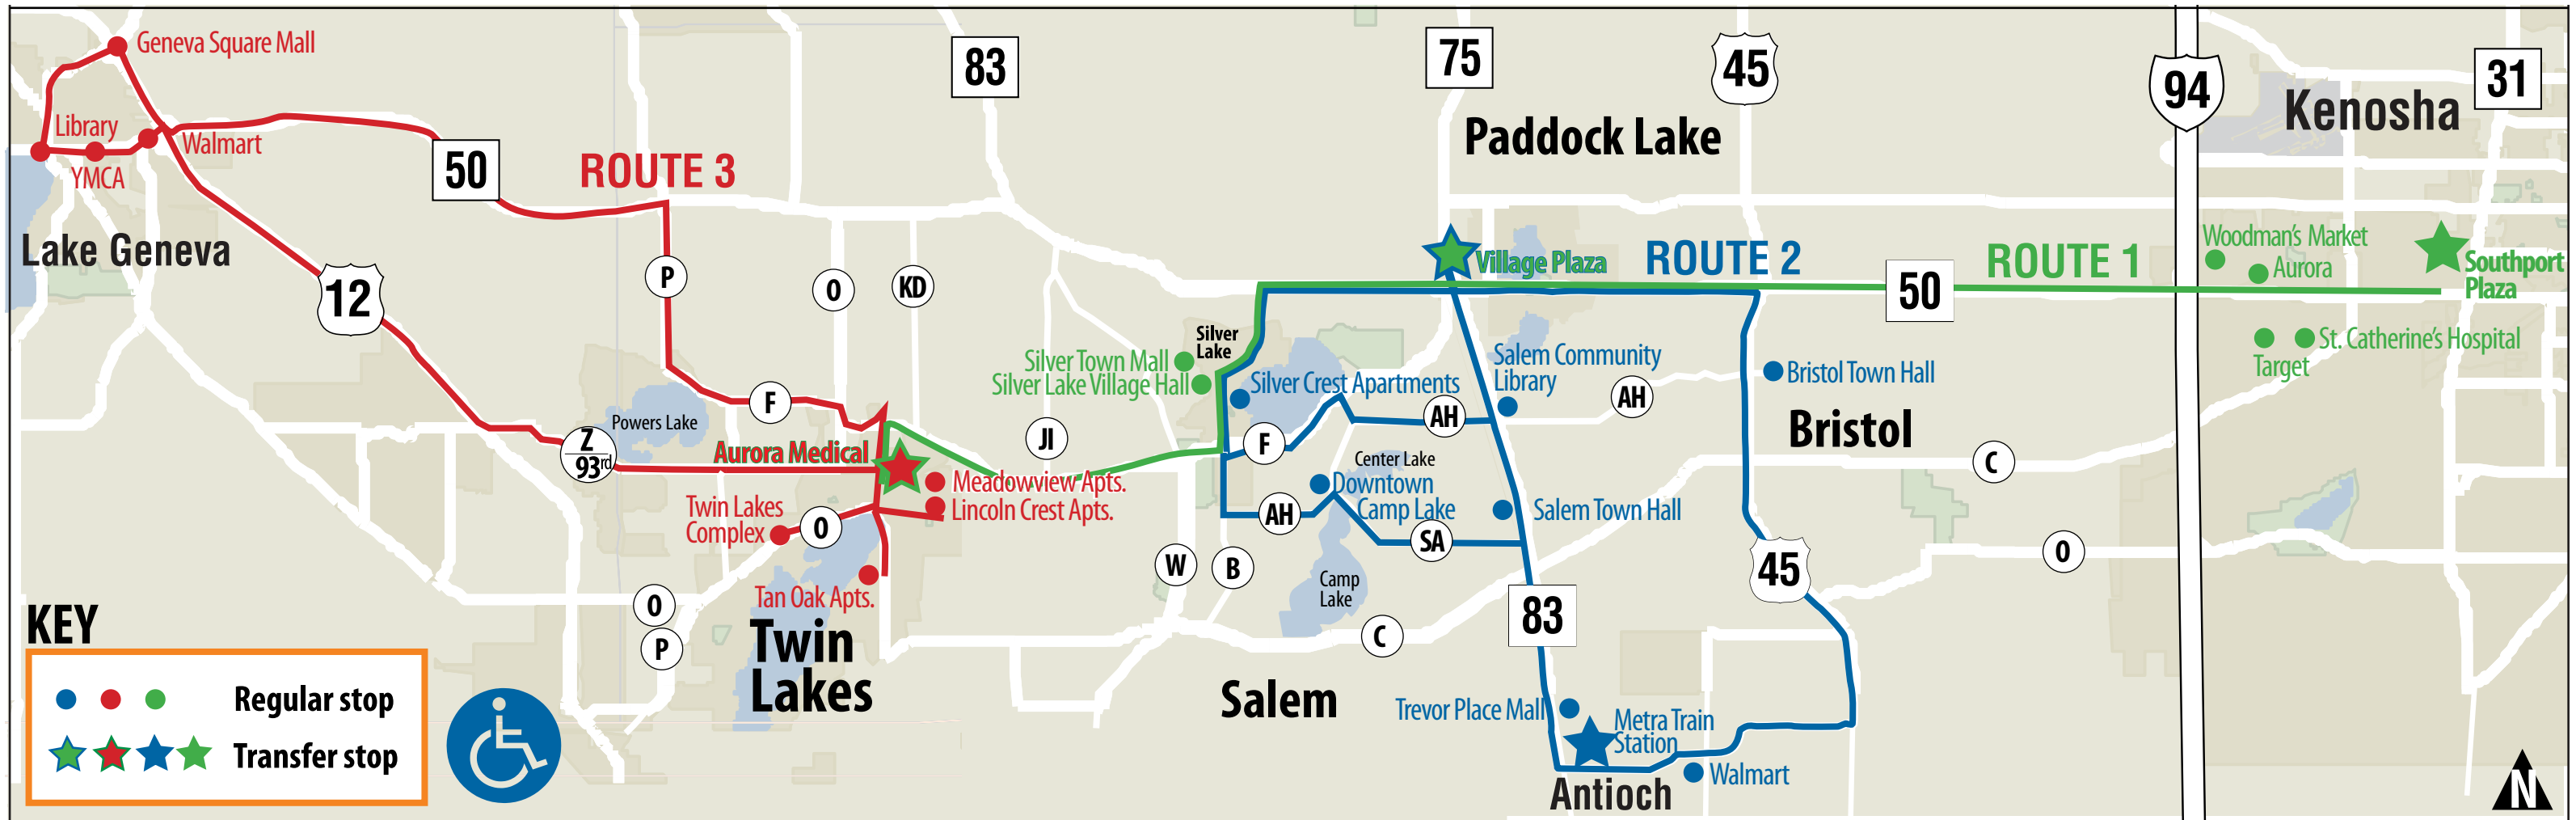 Geneva Square Mall
Library
YMCA
Walmart
50
ROUTE 3
83
75
45
94
31
Kenosha
Paddock Lake
Lake Geneva
12
P
O
KD
Village Plaza
ROUTE 2
50
ROUTE 1
Woodman's Market
Aurora
Southport
Plaza
Silver
Lake
Silver Town Mall
Silver Lake Village Hall
Silver Crest Apartments
Salem Community
Library
AH
Bristol Town Hall
St. Catherine's Hospital
Target
F
Powers Lake
Z
93rd
Aurora Medical
JI
F
AH
Bristol
C
Meadowview Apts.
Lincoln Crest Apts.
Center Lake
Downtown
Camp Lake
Salem Town Hall
Twin Lakes
Complex
O
AH
SA
O
W
B
45
Tan Oak Apts.
Camp
Lake
O
P
83
C
Twin
Lakes
Salem
Trevor Place Mall
Metra Train
Station
Walmart
Antioch
KEY
Regular stop
Transfer stop
N